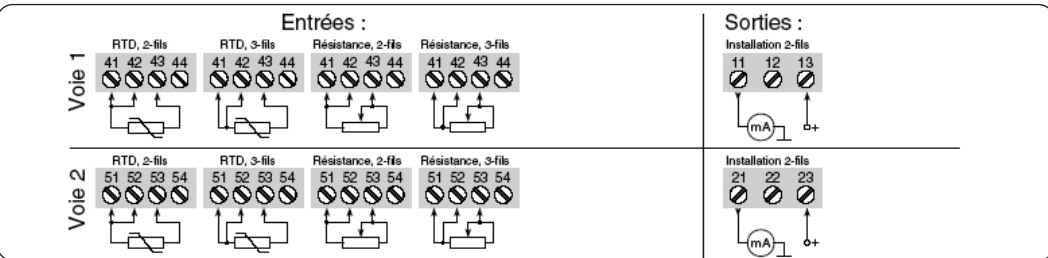 Entrées :
Sorties :
Voie 1
RTD, 2-fils
RTD, 3-fils
Résistance, 2-fils
Résistance, 3-fils
Installation 2-fils
41 42 43 44
41 42 43 44
41 42 43 44
41 42 43 44
11 12 13
mA
+
Voie 2
RTD, 2-fils
RTD, 3-fils
Résistance, 2-fils
Résistance, 3-fils
Installation 2-fils
51 52 53 54
51 52 53 54
51 52 53 54
51 52 53 54
21 22 23
mA
+